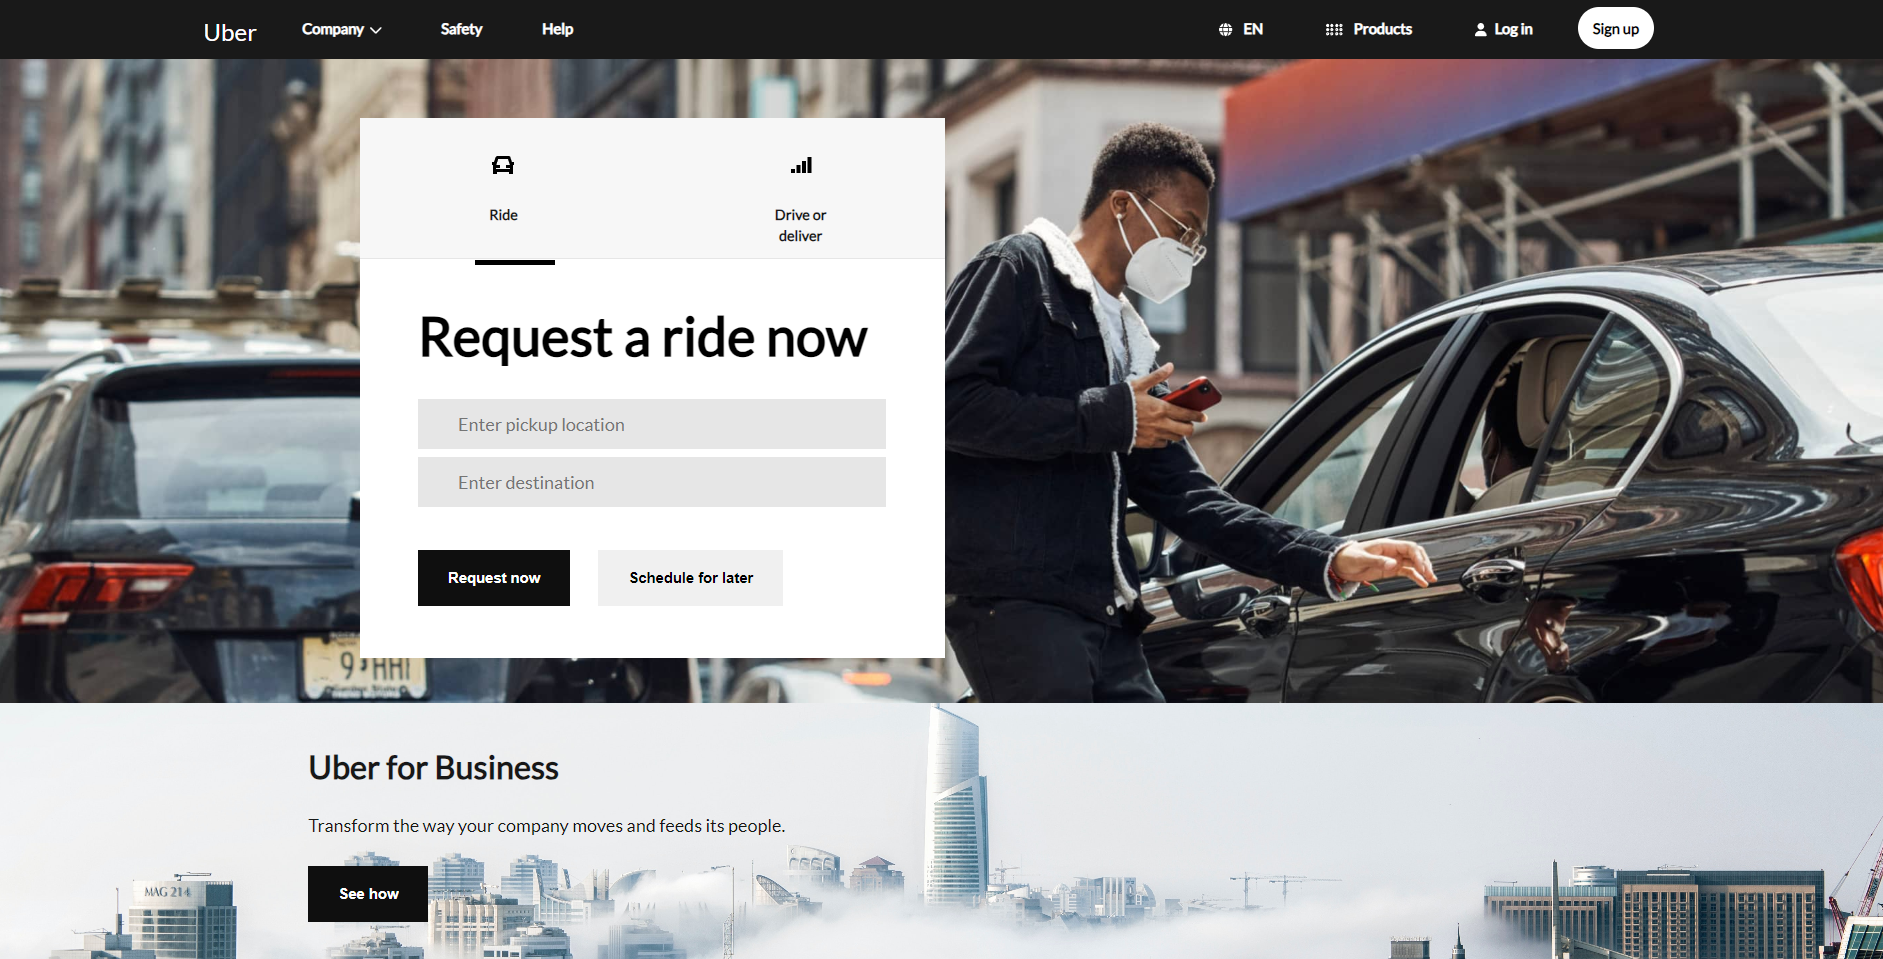 Uber
Company
Safety
Help
EN
Products
Log in
Sign up
Ride
Drive or
deliver
Request a ride now
Enter pickup location
Enter destination
Request now
Schedule for later
Uber for Business
Transform the way your company moves and feeds its people.
See how
MAG 214